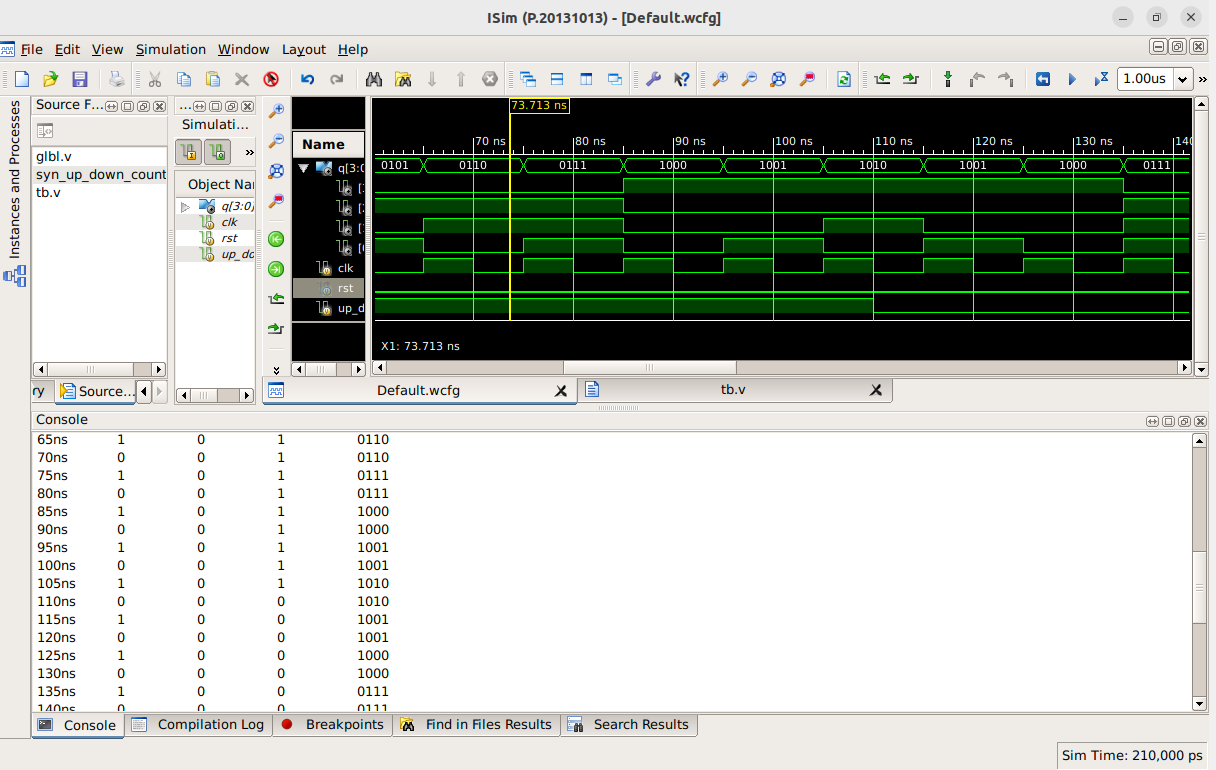 ISim (P.20131013) - [Default.wcfg]
File Edit View Simulation Window Layout Help
1.00us
»
Instances and Processes
Source F...
glbl.v
syn_up_down_count
tb.v
ry
Source...
...
Simulati...
»
Object Nar
q[3:0]
clk
rst
up_do
Name
q[3:0
clk
rst
up_d
73.713 ns
70 ns 80 ns 90 ns 100 ns 110 ns 120 ns 130 ns 140
0101 0110 0111 1000 1001 1010 1001 1000 0111
X1: 73.713 ns
Default.wcfg
tb.v
Console
65ns 1 0 1 0110
70ns 0 0 1 0110
75ns 1 0 1 0111
80ns 0 0 1 0111
85ns 1 0 1 1000
90ns 0 0 1 1000
95ns 1 0 1 1001
100ns 0 0 1 1001
105ns 1 0 1 1010
110ns 0 0 0 1010
115ns 1 0 0 1001
120ns 0 0 0 1001
125ns 1 0 0 1000
130ns 0 0 0 1000
135ns 1 0 0 0111
140ns 0 0 0 0111
Console Compilation Log Breakpoints Find in Files Results Search Results
Sim Time: 210,000 ps